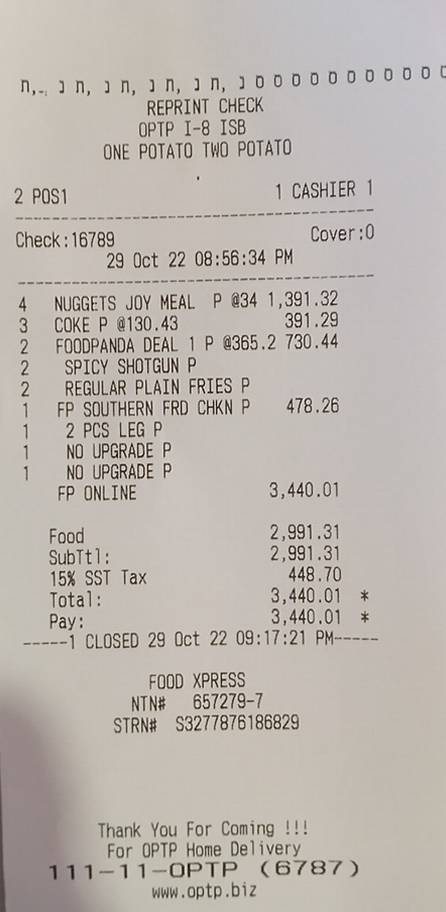 REPRINT CHECK
OPTP I-8 ISB
ONE POTATO TWO POTATO
2 POS1 1 CASHIER 1
Check:16789 Cover:0
29 Oct 22 08:56:34 PM
4 NUGGETS JOY MEAL P @34 1,391.32
3 COKE P @130.43 391.29
2 FOODPANDA DEAL 1 P @365.2 730.44
2 SPICY SHOTGUN P
2 REGULAR PLAIN FRIES P
1 FP SOUTHERN FRD CHKN P 478.26
1 2 PCS LEG P
1 NO UPGRADE P
1 NO UPGRADE P
FP ONLINE 3,440.01
Food 2,991.31
SubTtl: 2,991.31
15% SST Tax 448.70
Total: 3,440.01 *
Pay: 3,440.01 *
-----1 CLOSED 29 Oct 22 09:17:21 PM-----
FOOD XPRESS
NTN# 657279-7
STRN# S3277876186829
Thank You For Coming !!!
For OPTP Home Delivery
111-11-OPTP (6787)
www.optp.biz